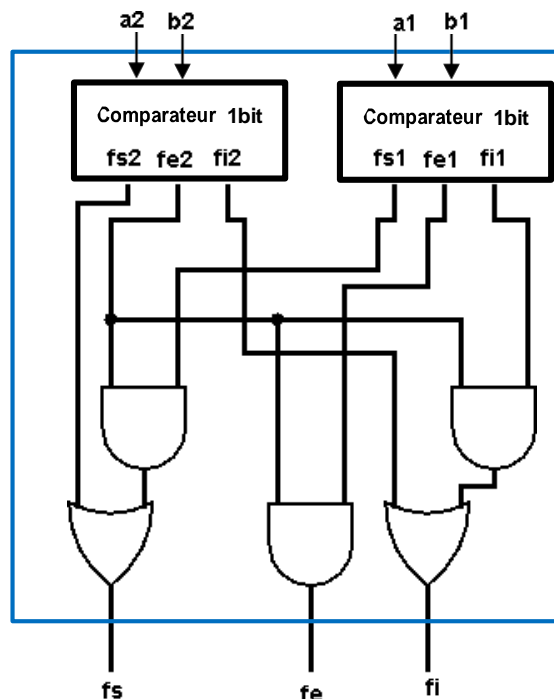 a2 b2 a1 b1
Comparateur 1bit Comparateur 1bit
fs2 fe2 fi2 fs1 fe1 fi1
fs fe fi